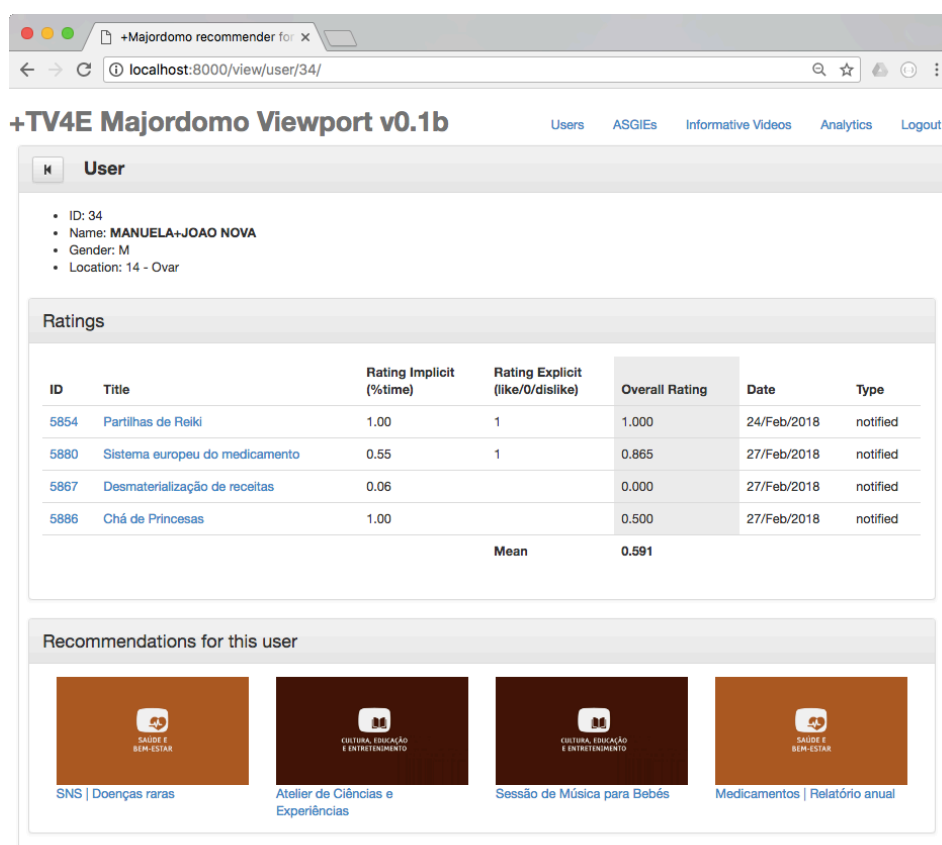 +Majordomo recommender for
localhost:8000/view/user/34/
+TV4E Majordomo Viewport v0.1b
Users ASGIEs Informative Videos Analytics Logout
User
• ID: 34
• Name: MANUELA+JOAO NOVA
• Gender: M
• Location: 14 - Ovar
Ratings
ID Title Rating Implicit (%time) Rating Explicit (like/0/dislike) Overall Rating Date Type
5854 Partilhas de Reiki 1.00 1 1.000 24/Feb/2018 notified
5880 Sistema europeu do medicamento 0.55 1 0.865 27/Feb/2018 notified
5867 Desmaterialização de receitas 0.06 0.000 27/Feb/2018 notified
5886 Chá de Princesas 1.00 0.500 27/Feb/2018 notified
Mean 0.591
Recommendations for this user
SAÚDE E
BEM-ESTAR
SNS | Doenças raras
CULTURA, EDUCAÇÃO
E ENTRETENIMENTO
Atelier de Ciências e
Experiências
CULTURA, EDUCAÇÃO
E ENTRETENIMENTO
Sessão de Música para Bebés
SAÚDE E
BEM-ESTAR
Medicamentos | Relatório anual